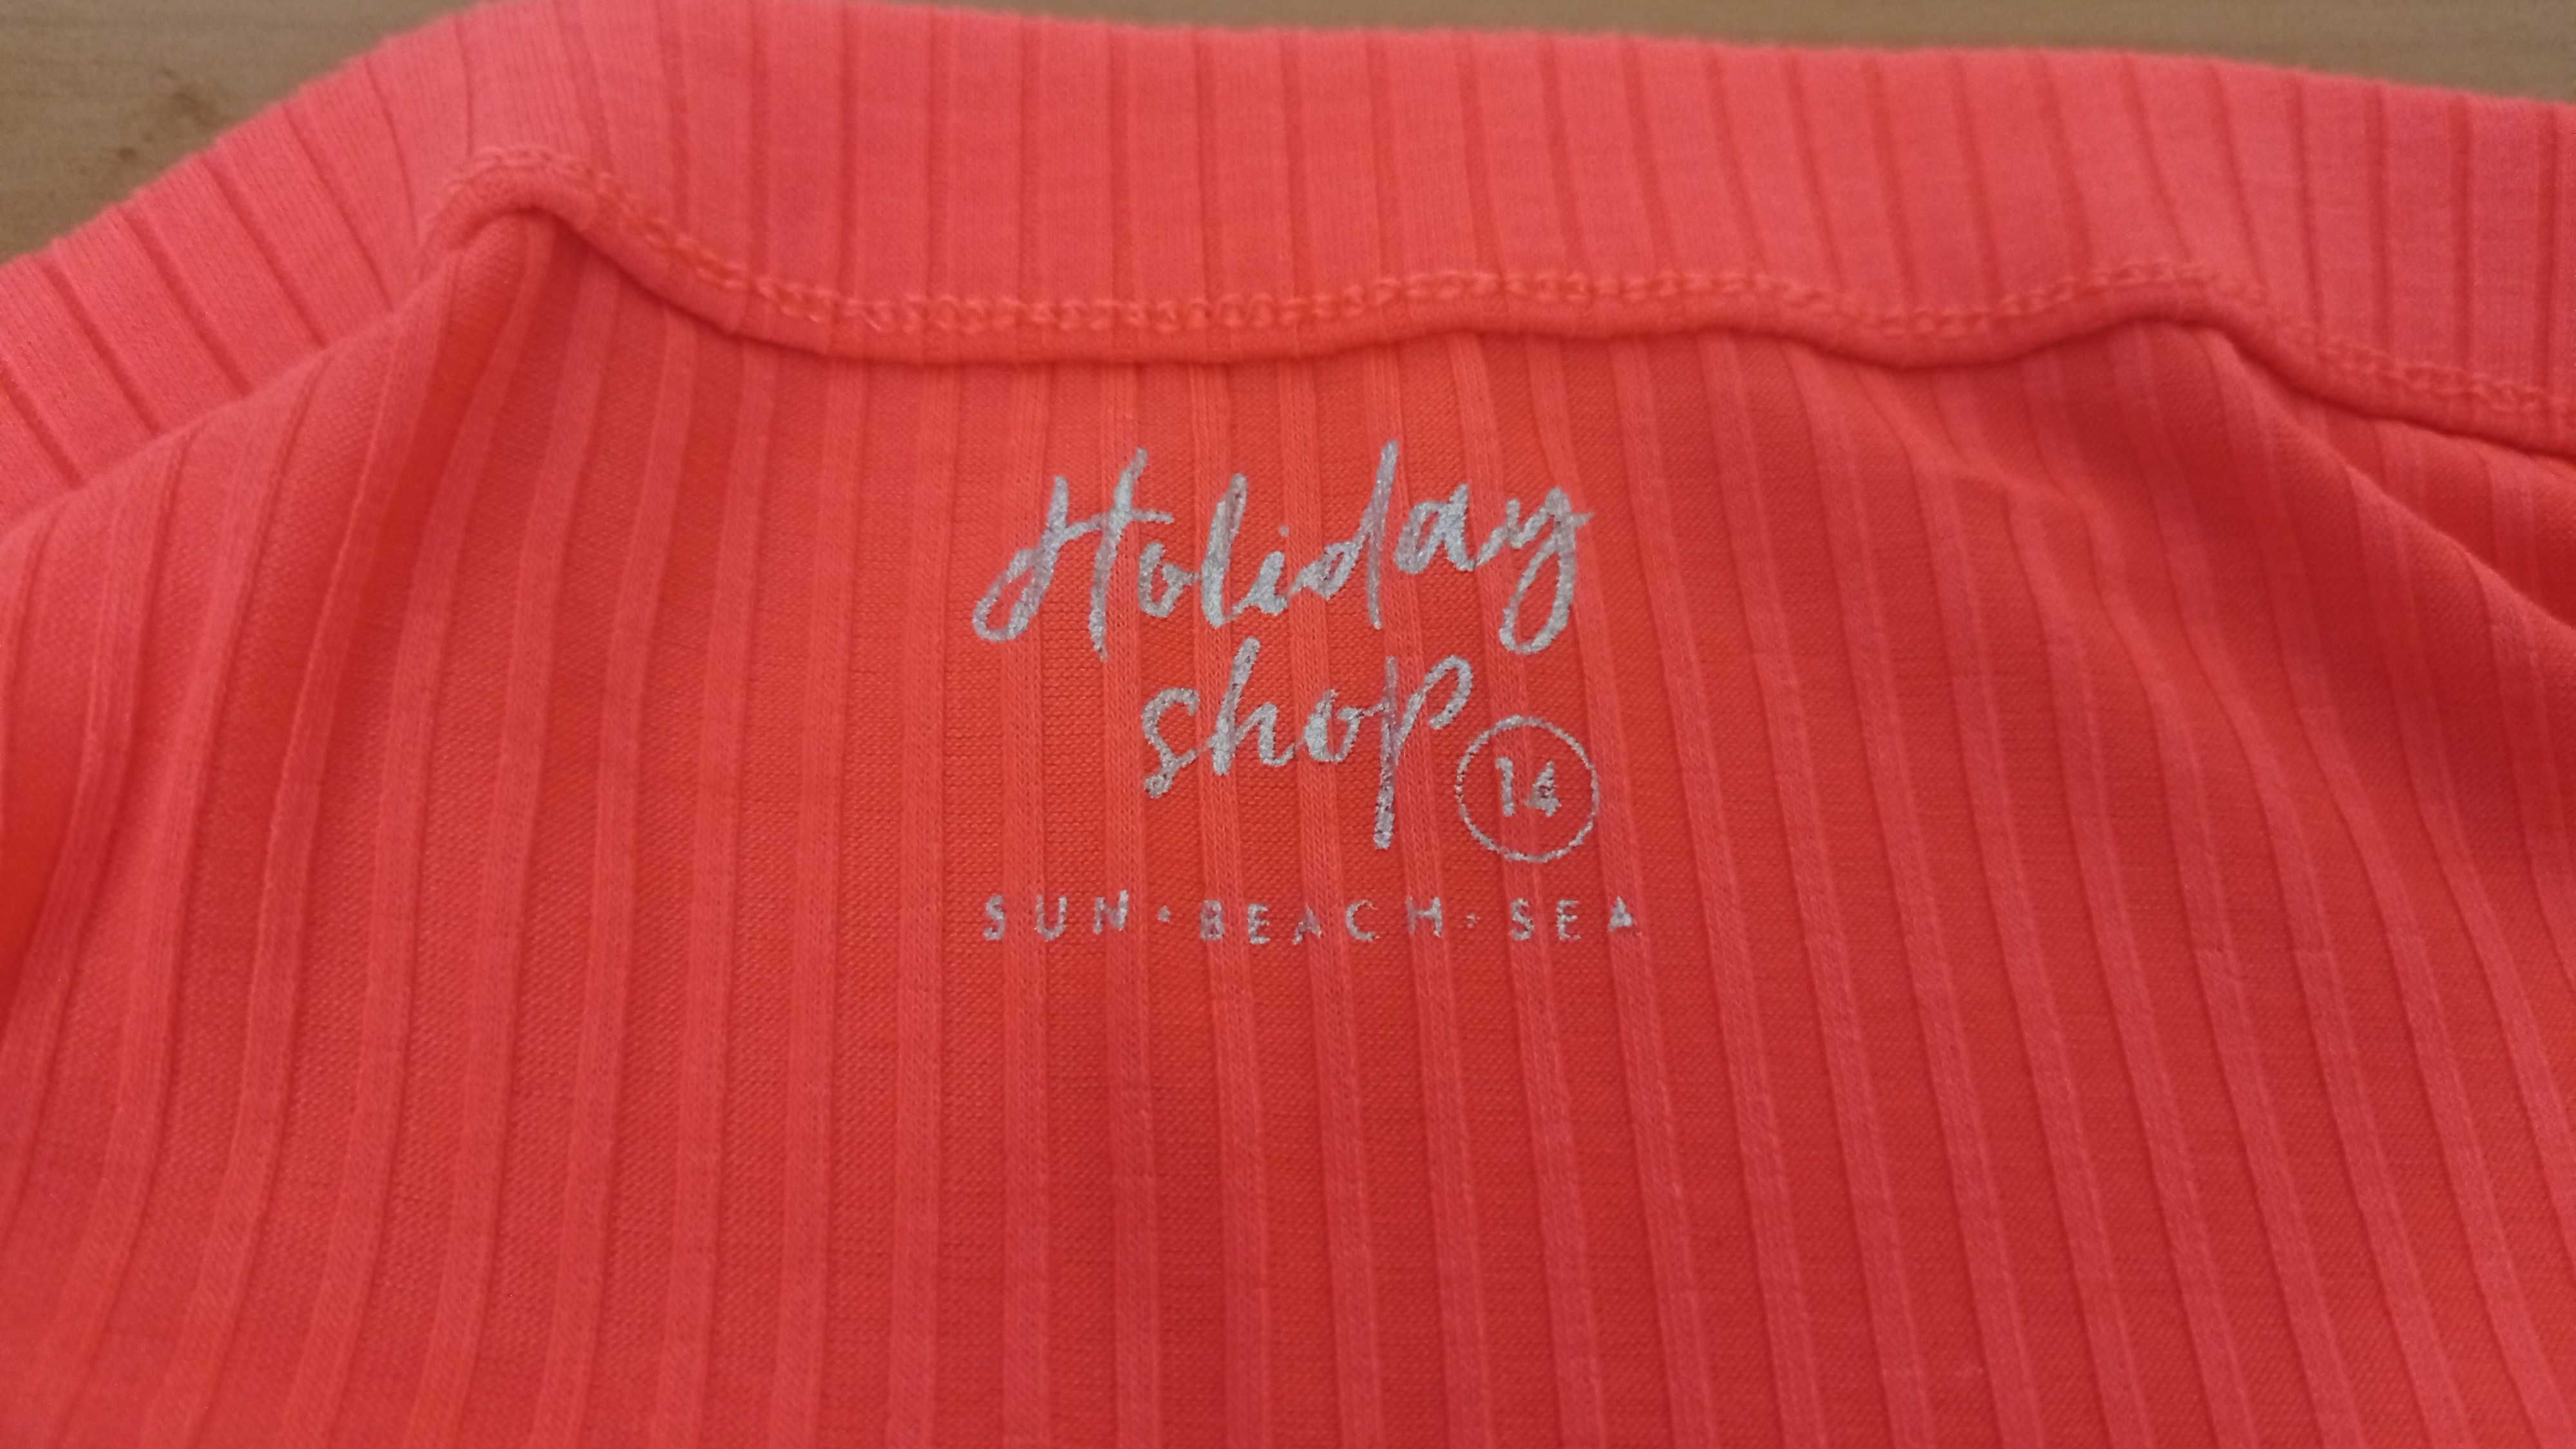 Holiday
shop
14
SUN • BEACH • SEA